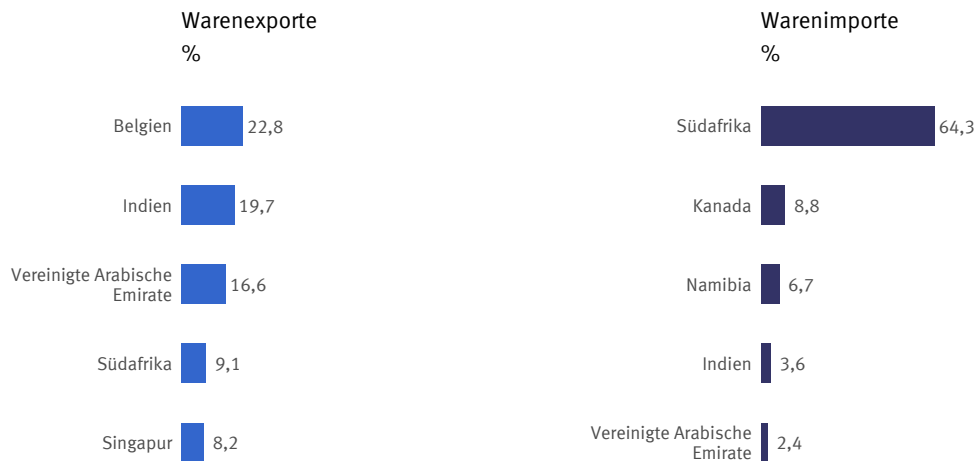 Warenexporte
%
Belgien 22,8
Indien 19,7
Vereinigte Arabische
Emirate 16,6
Südafrika 9,1
Singapur 8,2
Warenimporte
%
Südafrika 64,3
Kanada 8,8
Namibia 6,7
Indien 3,6
Vereinigte Arabische
Emirate 2,4